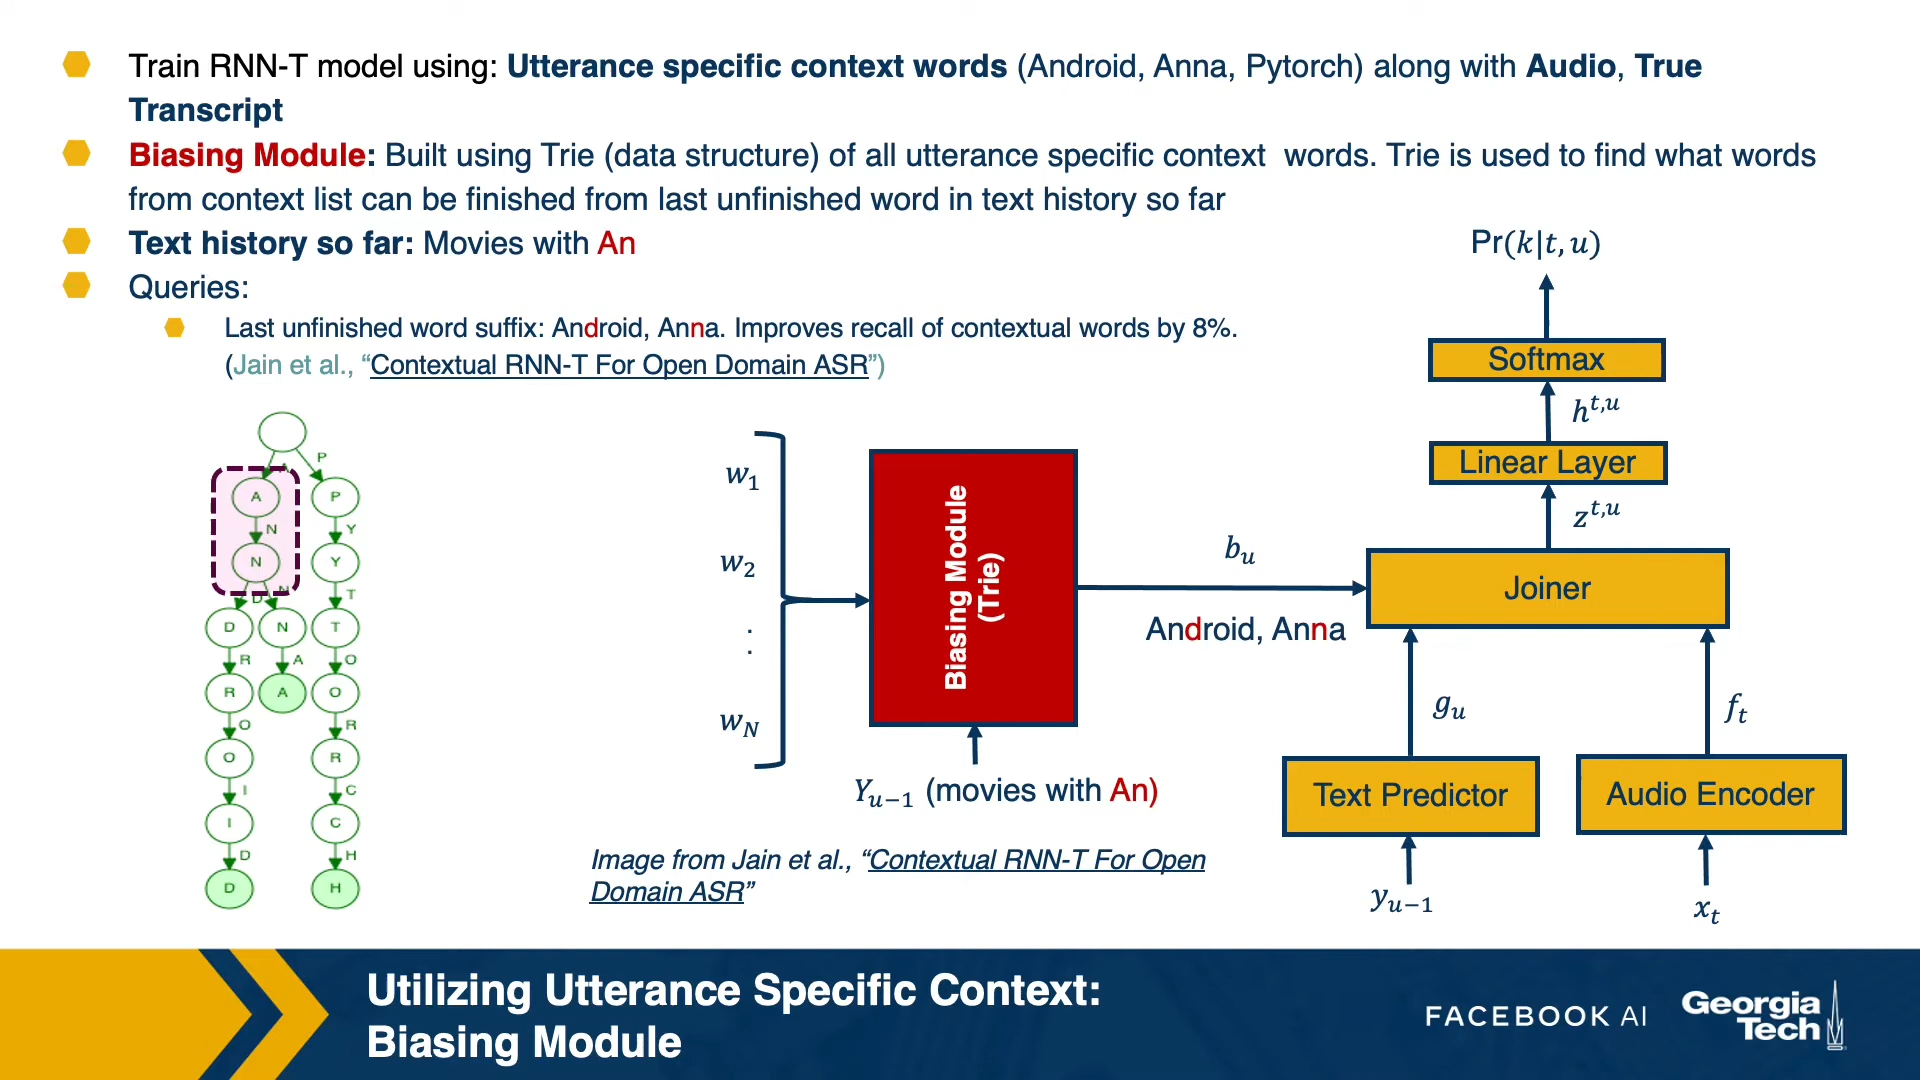 Train RNN-T model using: Utterance specific context words (Android, Anna, Pytorch) along with Audio, True
Transcript
Biasing Module: Built using Trie (data structure) of all utterance specific context words. Trie is used to find what words
from context list can be finished from last unfinished word in text history so far
Text history so far: Movies with An
Queries:
Last unfinished word suffix: Android, Anna. Improves recall of contextual words by 8%.
(Jain et al., “Contextual RNN-T For Open Domain ASR”)
A
P
A
P
N
Y
N
Y
D
N
T
D
N
T
R
A
O
R
A
O
O
R
O
R
I
C
I
C
D
H
D
H
w_1
w_2
.
.
w_N
Biasing Module
(Trie)
Y_{u-1} (movies with An)
b_u
Android, Anna
Pr(k|t, u)
Softmax
h^{t,u}
Linear Layer
z^{t,u}
Joiner
g_u
f_t
Text Predictor
Audio Encoder
y_{u-1}
x_t
Image from Jain et al., “Contextual RNN-T For Open
Domain ASR”
Utilizing Utterance Specific Context:
Biasing Module
FACEBOOK AI
Georgia
Tech